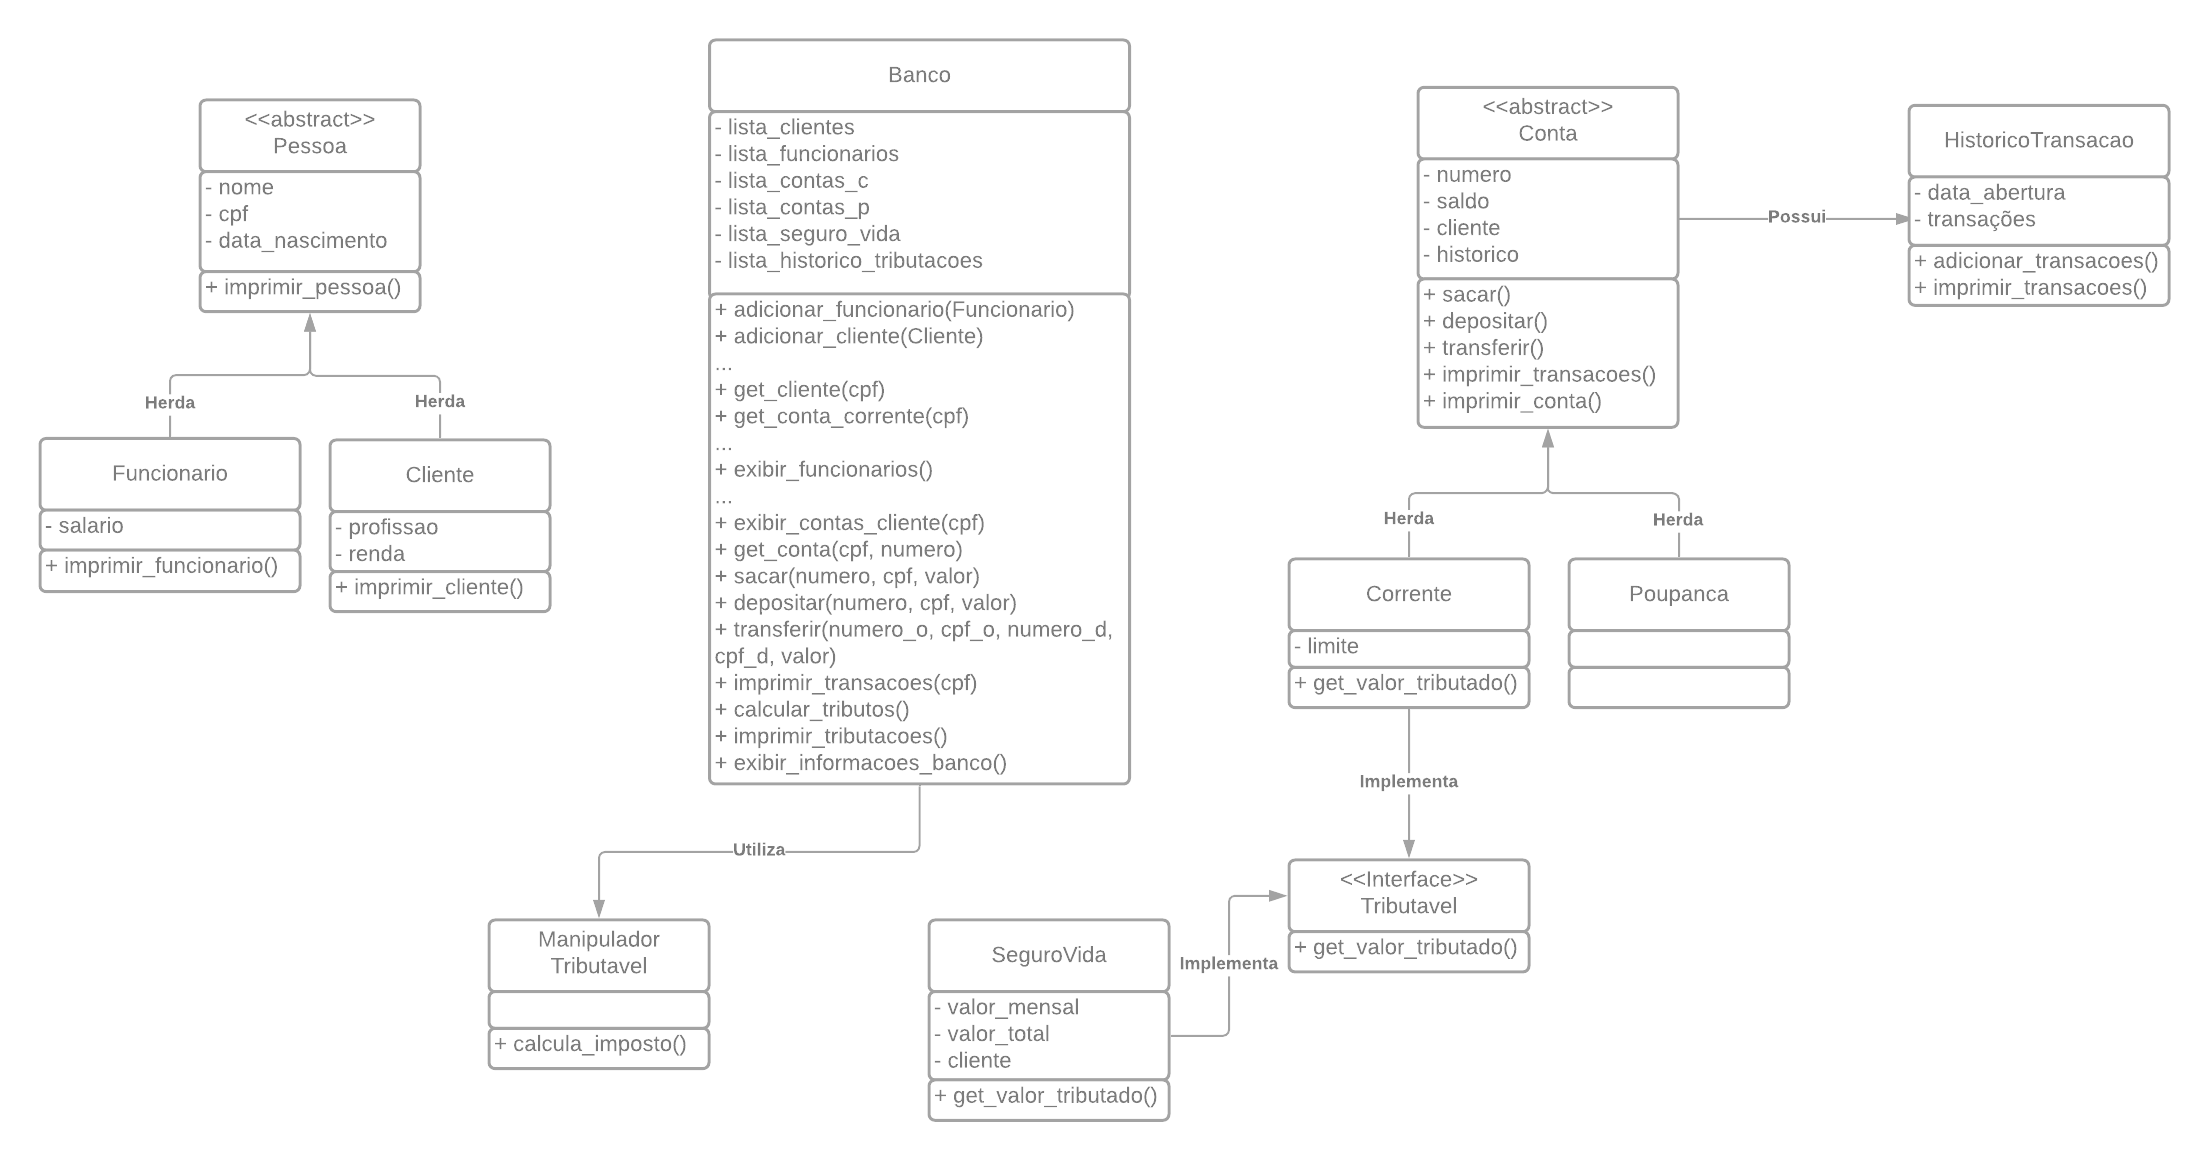 <<abstract>>
Pessoa
- nome
- cpf
- data_nascimento
+ imprimir_pessoa()
Herda
Herda
Funcionario
- salario
+ imprimir_funcionario()
Cliente
- profissao
- renda
+ imprimir_cliente()
Banco
- lista_clientes
- lista_funcionarios
- lista_contas_c
- lista_contas_p
- lista_seguro_vida
- lista_historico_tributacoes
+ adicionar_funcionario(Funcionario)
+ adicionar_cliente(Cliente)
...
+ get_cliente(cpf)
+ get_conta_corrente(cpf)
...
+ exibir_funcionarios()
...
+ exibir_contas_cliente(cpf)
+ get_conta(cpf, numero)
+ sacar(numero, cpf, valor)
+ depositar(numero, cpf, valor)
+ transferir(numero_o, cpf_o, numero_d,
cpf_d, valor)
+ imprimir_transacoes(cpf)
+ calcular_tributos()
+ imprimir_tributacoes()
+ exibir_informacoes_banco()
Utiliza
Manipulador
Tributavel
+ calcula_imposto()
<<abstract>>
Conta
- numero
- saldo
- cliente
- historico
+ sacar()
+ depositar()
+ transferir()
+ imprimir_transacoes()
+ imprimir_conta()
Possui
HistoricoTransacao
- data_abertura
- transações
+ adicionar_transacoes()
+ imprimir_transacoes()
Herda
Herda
Corrente
- limite
+ get_valor_tributado()
Poupanca
Implementa
<<Interface>>
Tributavel
+ get_valor_tributado()
Implementa
SeguroVida
- valor_mensal
- valor_total
- cliente
+ get_valor_tributado()